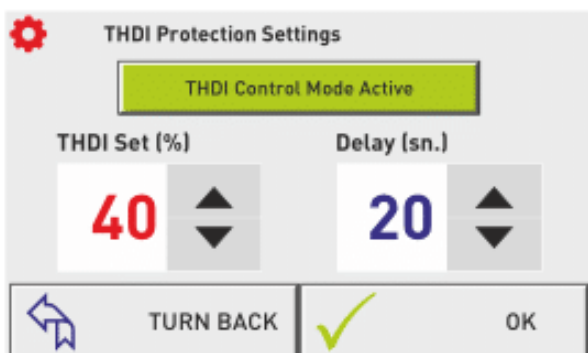 THDI Protection Settings
THDI Control Mode Active
THDI Set (%) Delay (sn.)
40 20
TURN BACK OK